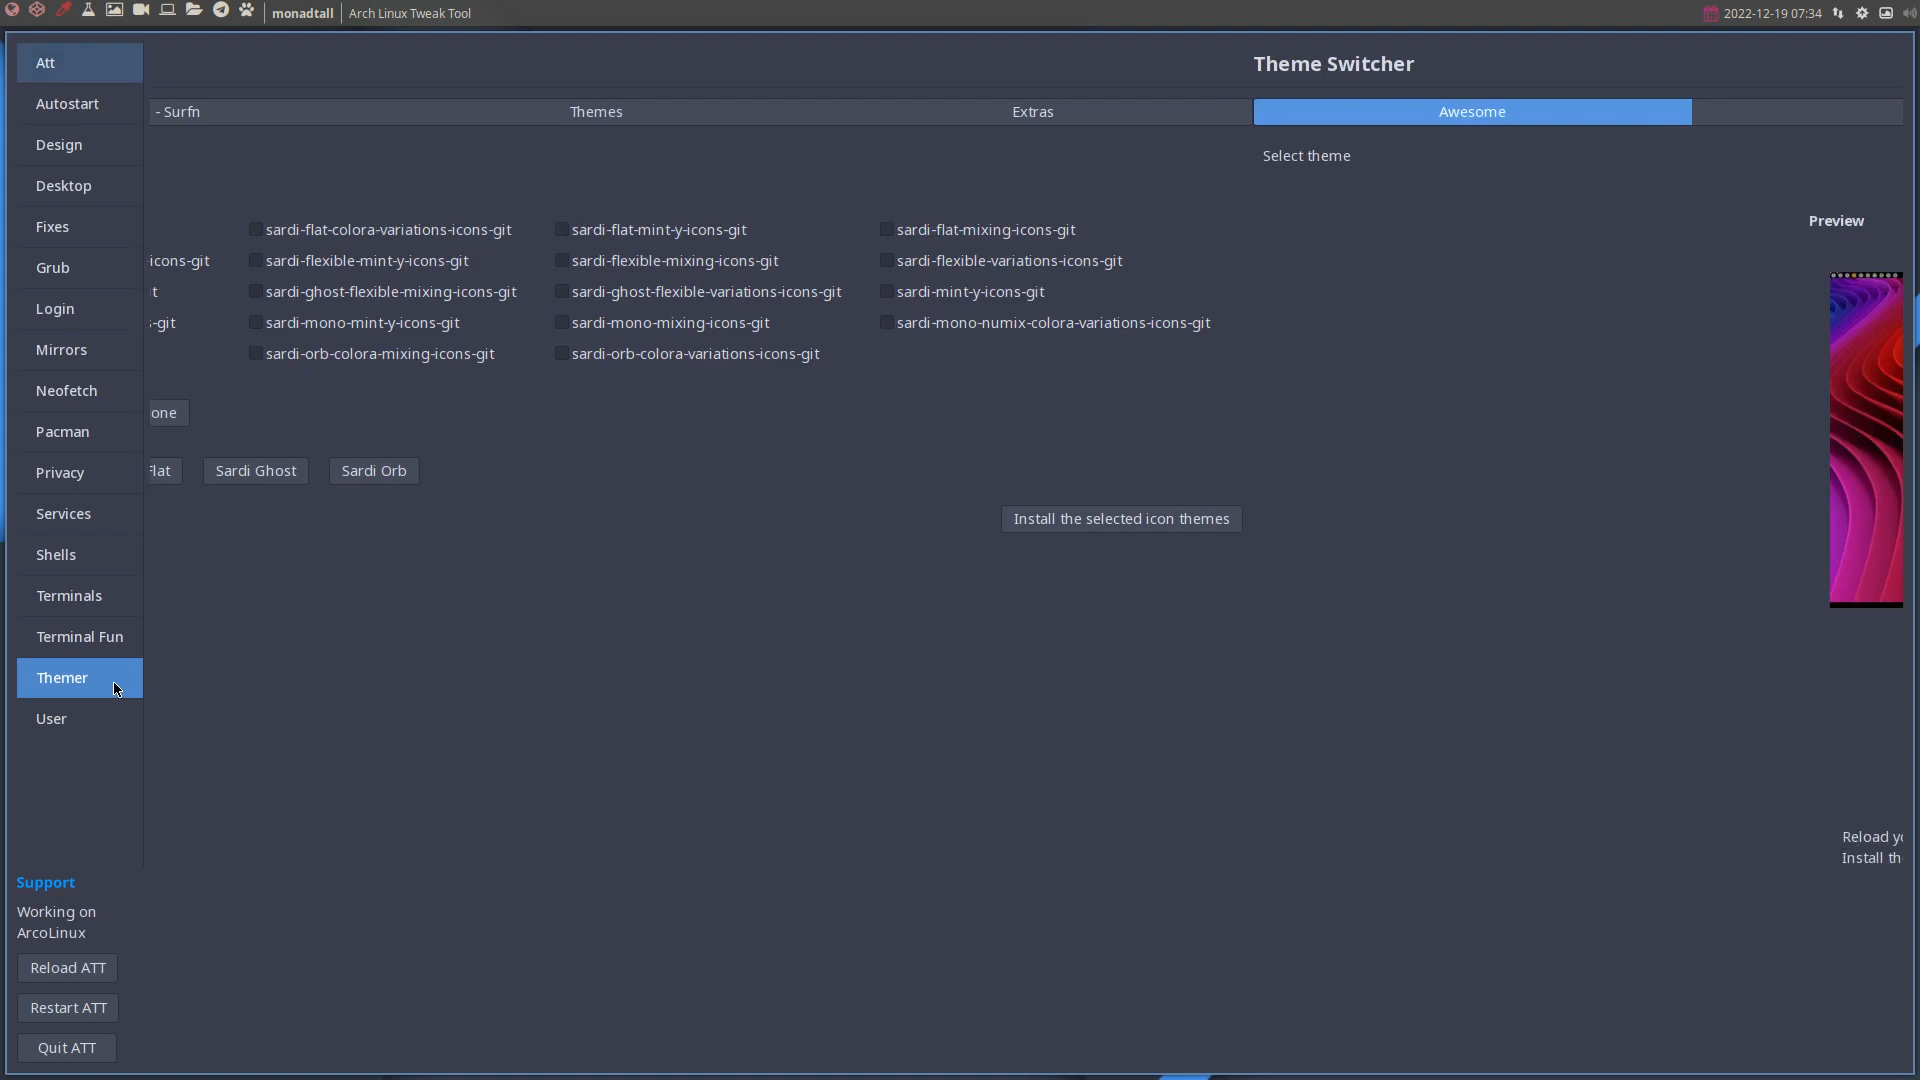 monadtall
Arch Linux Tweak Tool
2022-12-19 07:34
Att
Autostart
Design
Desktop
Fixes
Grub
Login
Mirrors
Neofetch
Pacman
Privacy
Services
Shells
Terminals
Terminal Fun
Themer
User
Support
Working on
ArcoLinux
Reload ATT
Restart ATT
Quit ATT
Theme Switcher
- Surfn
Themes
Extras
Awesome
Select theme
sardi-flat-colora-variations-icons-git
sardi-flat-mint-y-icons-git
sardi-flat-mixing-icons-git
icons-git
sardi-flexible-mint-y-icons-git
sardi-flexible-mixing-icons-git
sardi-flexible-variations-icons-git
it
sardi-ghost-flexible-mixing-icons-git
sardi-ghost-flexible-variations-icons-git
sardi-mint-y-icons-git
s-git
sardi-mono-mint-y-icons-git
sardi-mono-mixing-icons-git
sardi-mono-numix-colora-variations-icons-git
sardi-orb-colora-mixing-icons-git
sardi-orb-colora-variations-icons-git
one
Flat
Sardi Ghost
Sardi Orb
Install the selected icon themes
Preview
Reload yo
Install th